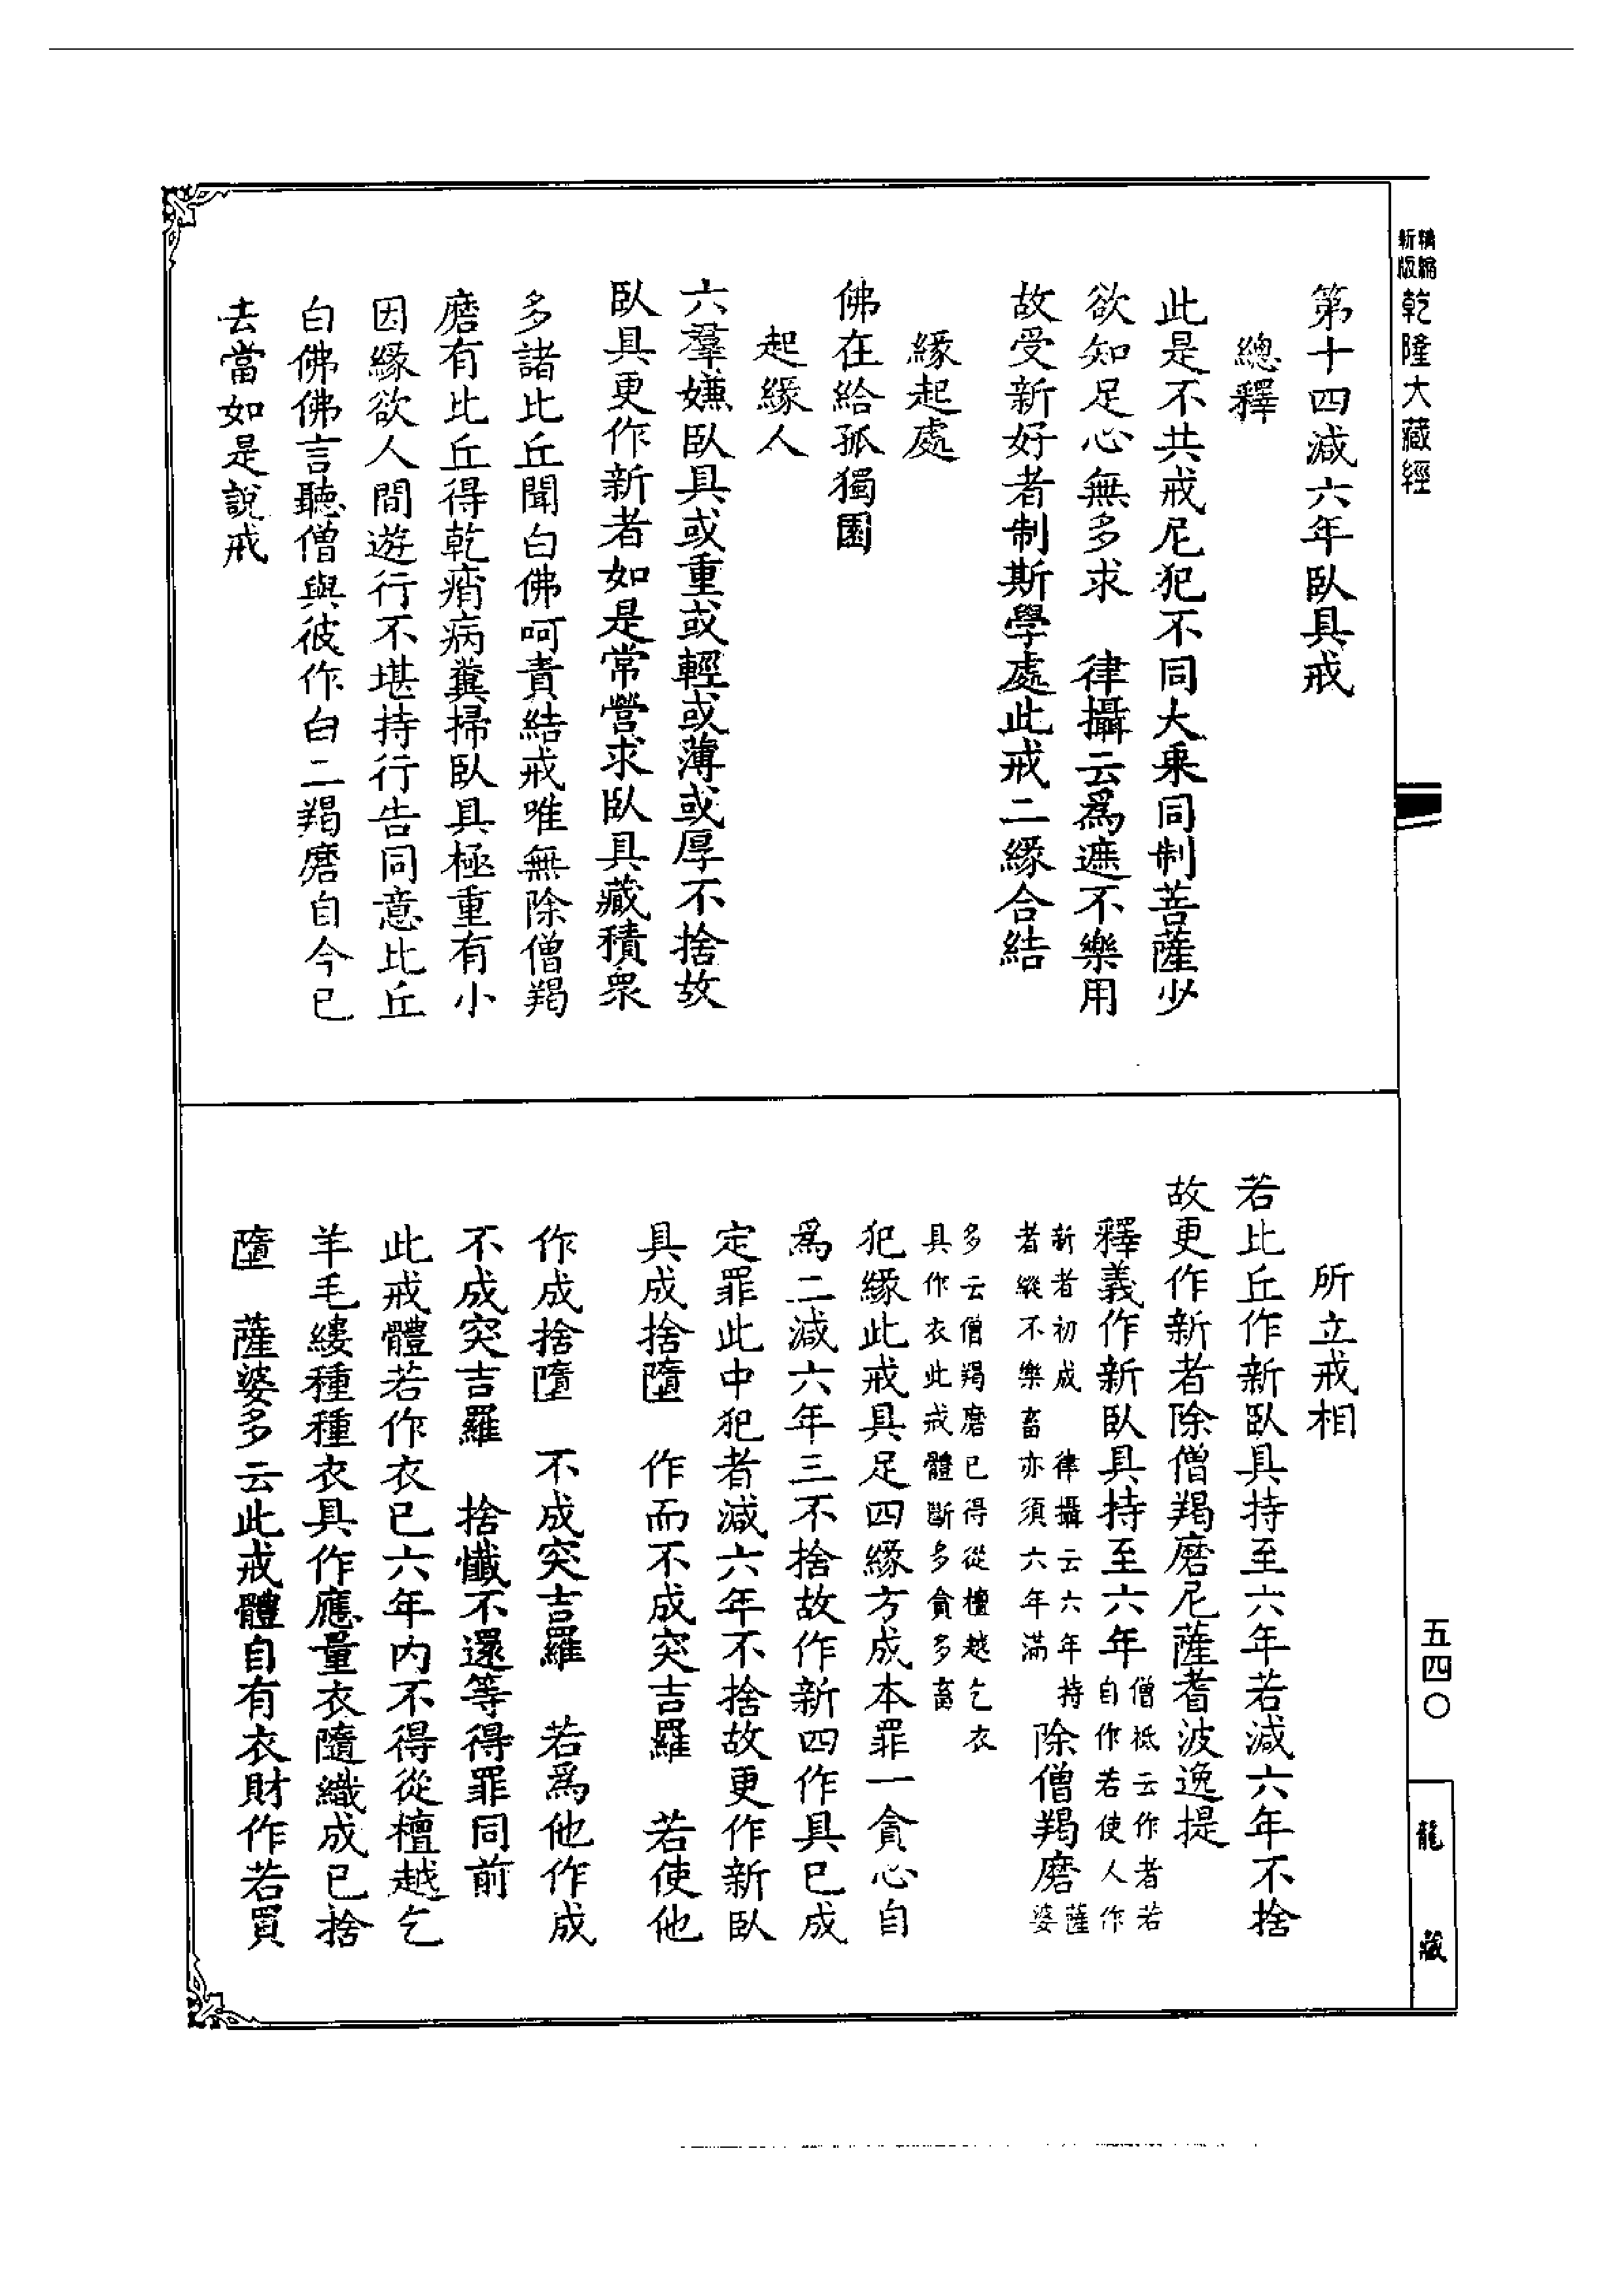 精縮
新版
乾隆大藏經
第十四減六年臥具戒
總釋
此是不共戒尼犯不同大乘同制菩薩少
欲知足心無多求　律攝云為遮不樂用
故受新好者制斯學處此戒二緣合結
緣起處
佛在給孤獨園
起緣人
六羣嫌臥具或重或輕或薄或厚不捨故
臥具更作新者如是常營求臥具藏積衆
多諸比丘聞白佛呵責結戒唯無除僧羯
磨有比丘得乾痟病糞掃臥具極重有小
因緣欲人間遊行不堪持行告同意比丘
白佛佛言聽僧與彼作白二羯磨自今已
去當如是說戒
所立戒相
若比丘作新臥具持至六年若減六年不捨
故更作新者除僧羯磨尼薩耆波逸提
釋義作新臥具持至六年僧祇云作者若
自作若使人作
新者初成　律攝云六年持
者縱不樂畜亦須六年滿
除僧羯磨薩
婆
多云僧羯磨已得從檀越乞衣
具作衣此戒體斷多貪多畜
犯緣此戒具足四緣方成本罪一貪心自
為二減六年三不捨故作新四作具已成
定罪此中犯者減六年不捨故更作新臥
具成捨墮　作而不成突吉羅　若使他
作成捨墮　不成突吉羅　若為他作成
不成突吉羅　捨懺不還等得罪同前
此戒體若作衣已六年內不得從檀越乞
羊毛縷種種衣具作應量衣隨織成已捨
墮　薩婆多云此戒體自有衣財作若買
五四〇
龍藏